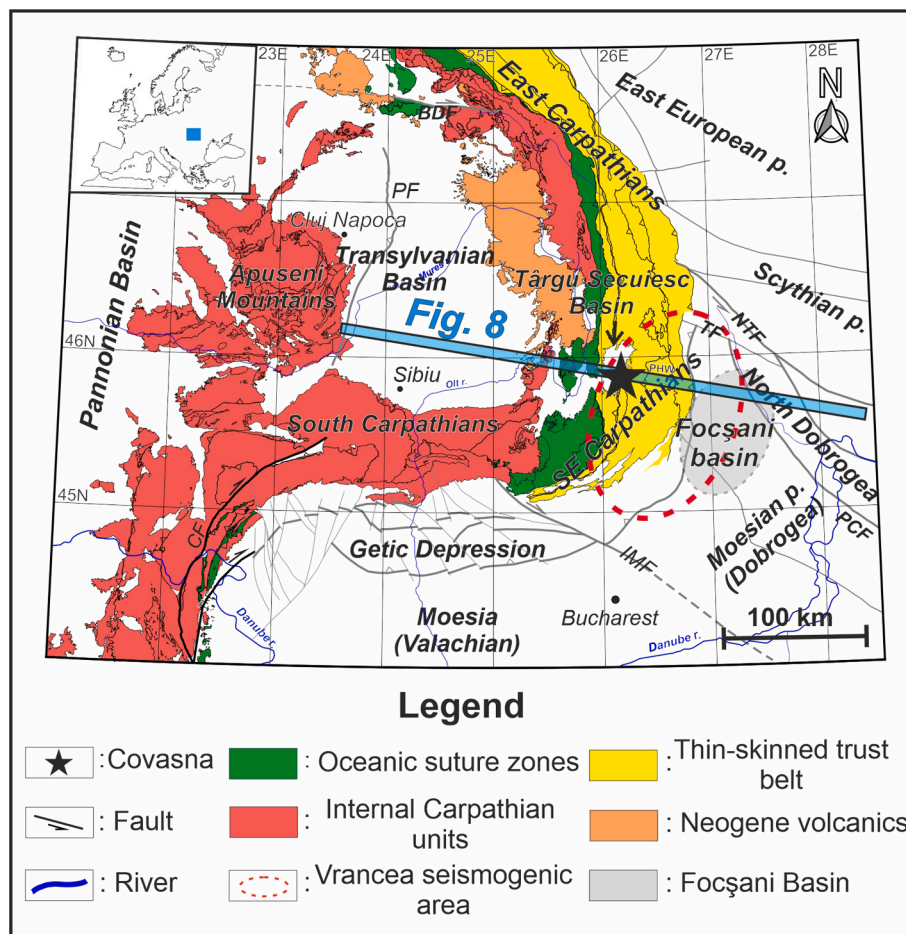 23E
24E
25E
26E
27E
28E
N
East Carpathians
East European p.
BDF
PF
Cluj Napoca
Pannonian Basin
Transylvanian
Basin
Mures
Apuseni
Mountains
Târgu Secuiesc
Basin
Scythian p.
Fig. 8
TF
NTF
46N
PHW
Sibiu
Olt r.
SE Carpathians
North Dobrogea
South Carpathians
Focşani
basin
45N
Moesian p.
(Dobrogea)
PCF
CF
Getic Depression
IMF
Bucharest
Moesia
(Valachian)
Danube r.
Danube r.
100 km
Legend
:Covasna
: Oceanic suture zones
:Thin-skinned trust
belt
: Fault
: Internal Carpathian
units
: Neogene volcanics
: River
: Vrancea seismogenic
area
: Focşani Basin